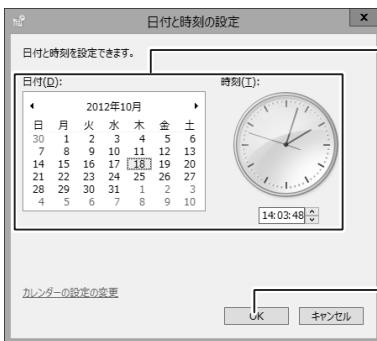 日付と時刻の設定
x
日付と時刻を設定できます。
日付(D): 時刻(T):
2012年10月
日 月 火 水 木 金 土
30 1 2 3 4 5 6
7 8 9 10 11 12 13
14 15 16 17 18 19 20
21 22 23 24 25 26 27
28 29 30 31 1 2 3
4 5 6 7 8 9 10
14:03:48
カレンダーの設定の変更
OK キャンセル